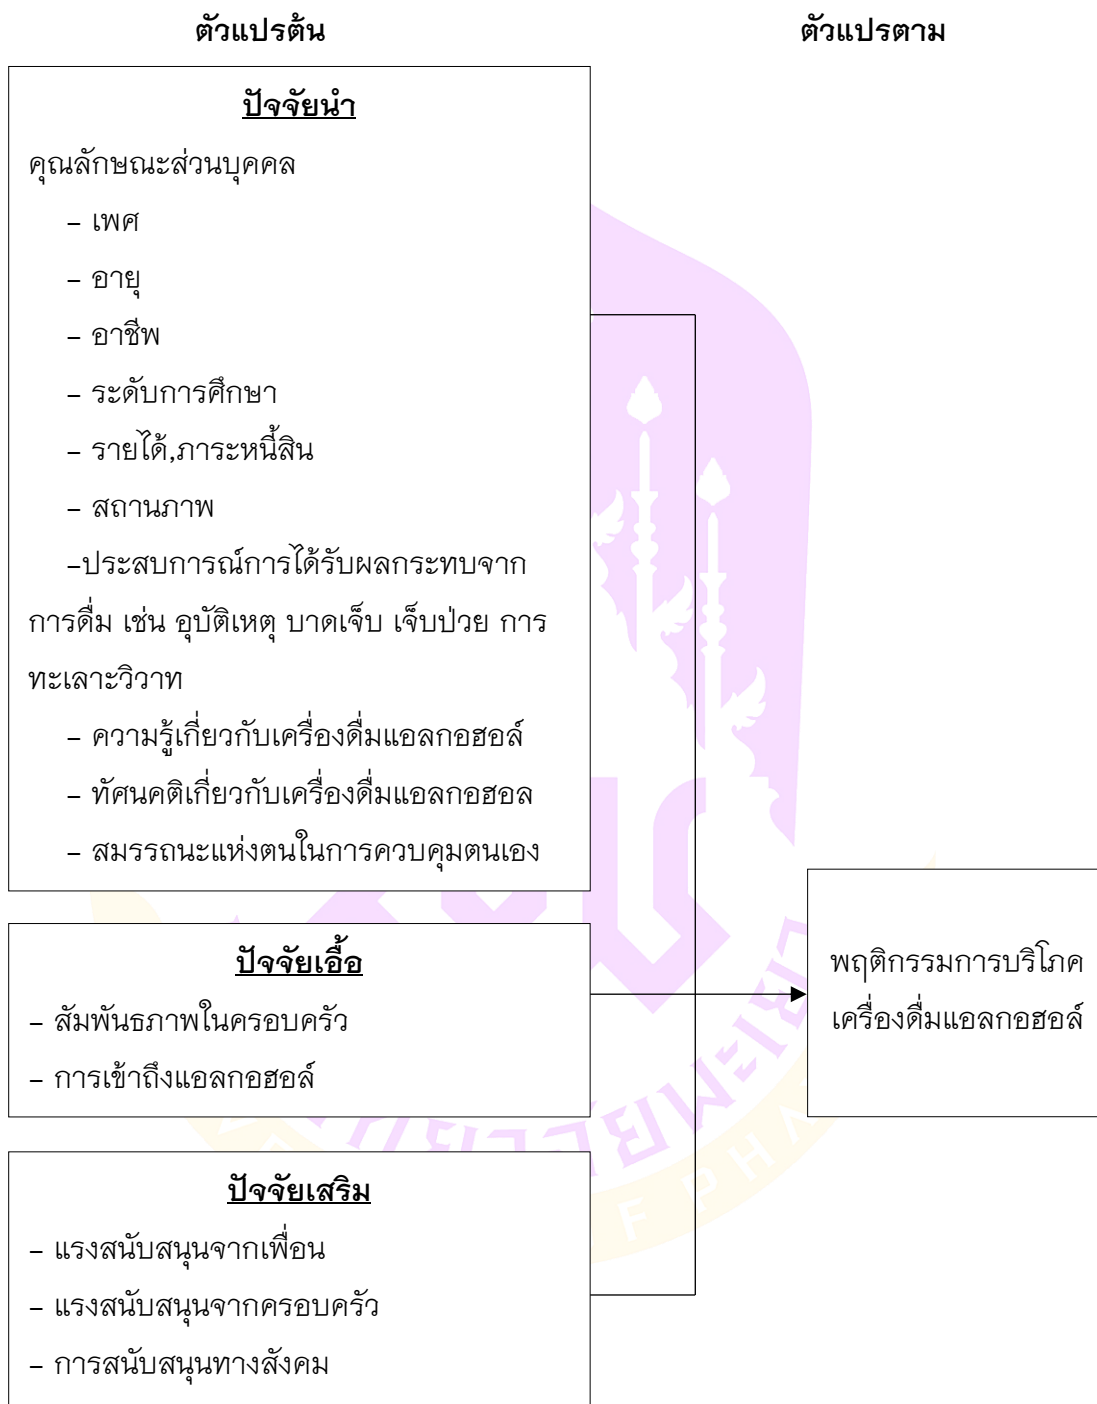 ตัวแปรต้น
ตัวแปรตาม
ปัจจัยนำ
คุณลักษณะส่วนบุคคล
– เพศ
– อายุ
– อาชีพ
– ระดับการศึกษา
– รายได้,ภาระหนี้สิน
– สถานภาพ
–ประสบการณ์การได้รับผลกระทบจาก
การดื่ม เช่น อุบัติเหตุ บาดเจ็บ เจ็บป่วย การ
ทะเลาะวิวาท
– ความรู้เกี่ยวกับเครื่องดื่มแอลกอฮอล์
– ทัศนคติเกี่ยวกับเครื่องดื่มแอลกอฮอล
– สมรรถนะแห่งตนในการควบคุมตนเอง
ปัจจัยเอื้อ
– สัมพันธภาพในครอบครัว
– การเข้าถึงแอลกอฮอล์
พฤติกรรมการบริโภค
เครื่องดื่มแอลกอฮอล์
ปัจจัยเสริม
– แรงสนับสนุนจากเพื่อน
– แรงสนับสนุนจากครอบครัว
– การสนับสนุนทางสังคม